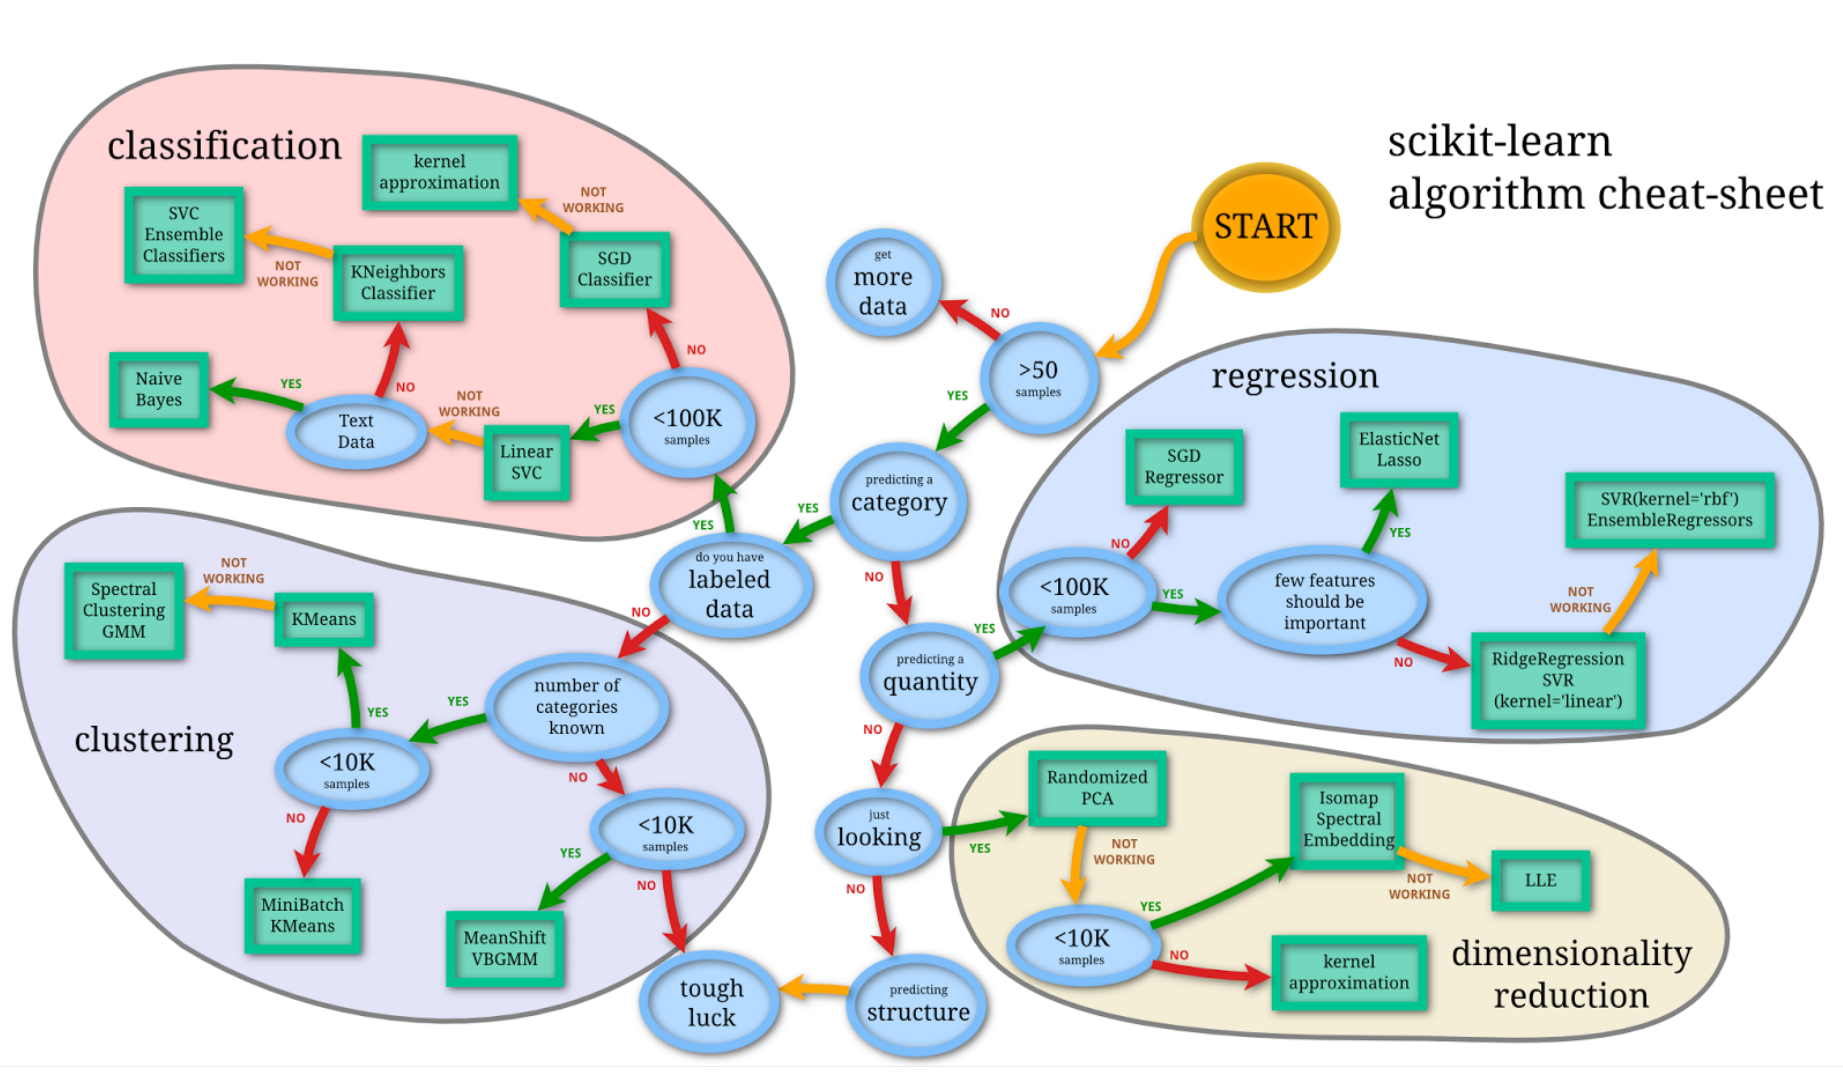 scikit-learn
algorithm cheat-sheet
START
>50
samples
NO
get
more
data
YES
predicting a
category
YES
do you have
labeled
data
YES
NO
NO
predicting a
quantity
YES
NO
just
looking
YES
NO
predicting
structure
tough
luck
classification
<100K
samples
NO
SGD
Classifier
NOT
WORKING
kernel
approximation
YES
Linear
SVC
NOT
WORKING
Text
Data
YES
Naive
Bayes
NO
KNeighbors
Classifier
NOT
WORKING
SVC
Ensemble
Classifiers
clustering
number of
categories
known
YES
<10K
samples
YES
KMeans
NOT
WORKING
Spectral
Clustering
GMM
NO
MiniBatch
KMeans
NO
<10K
samples
YES
MeanShift
VBGMM
NO
regression
<100K
samples
NO
SGD
Regressor
YES
few features
should be
important
YES
ElasticNet
Lasso
NO
RidgeRegression
SVR
(kernel='linear')
NOT
WORKING
SVR(kernel='rbf')
EnsembleRegressors
dimensionality
reduction
Randomized
PCA
NOT
WORKING
<10K
samples
YES
Isomap
Spectral
Embedding
NOT
WORKING
LLE
NO
kernel
approximation